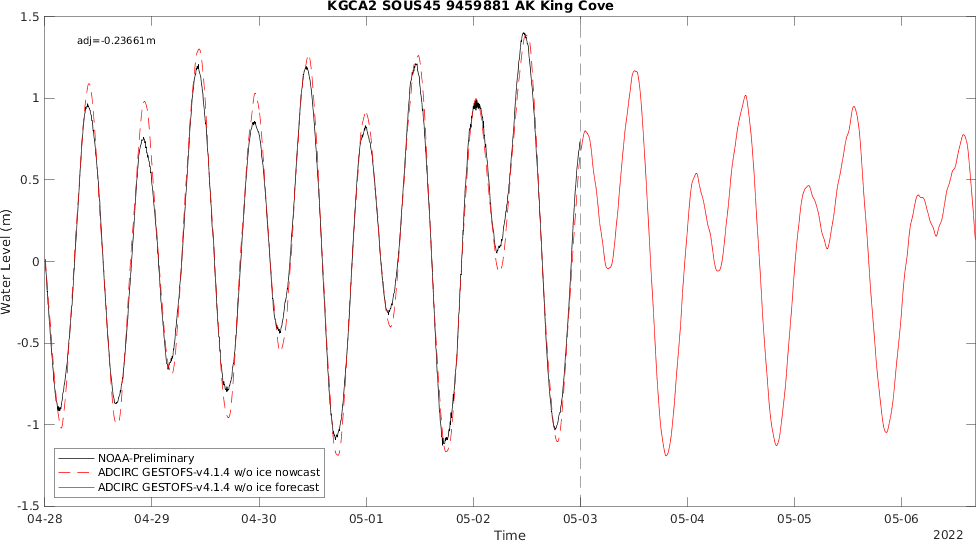 KGCA2 SOUS45 9459881 AK King Cove
adj=-0.23661m
1.5
1
0.5
0
-0.5
-1
-1.5
Water Level (m)
NOAA-Preliminary
ADCIRC GESTOFS-v4.1.4 w/o ice nowcast
ADCIRC GESTOFS-v4.1.4 w/o ice forecast
04-28 04-29 04-30 05-01 05-02 05-03 05-04 05-05 05-06
Time
2022